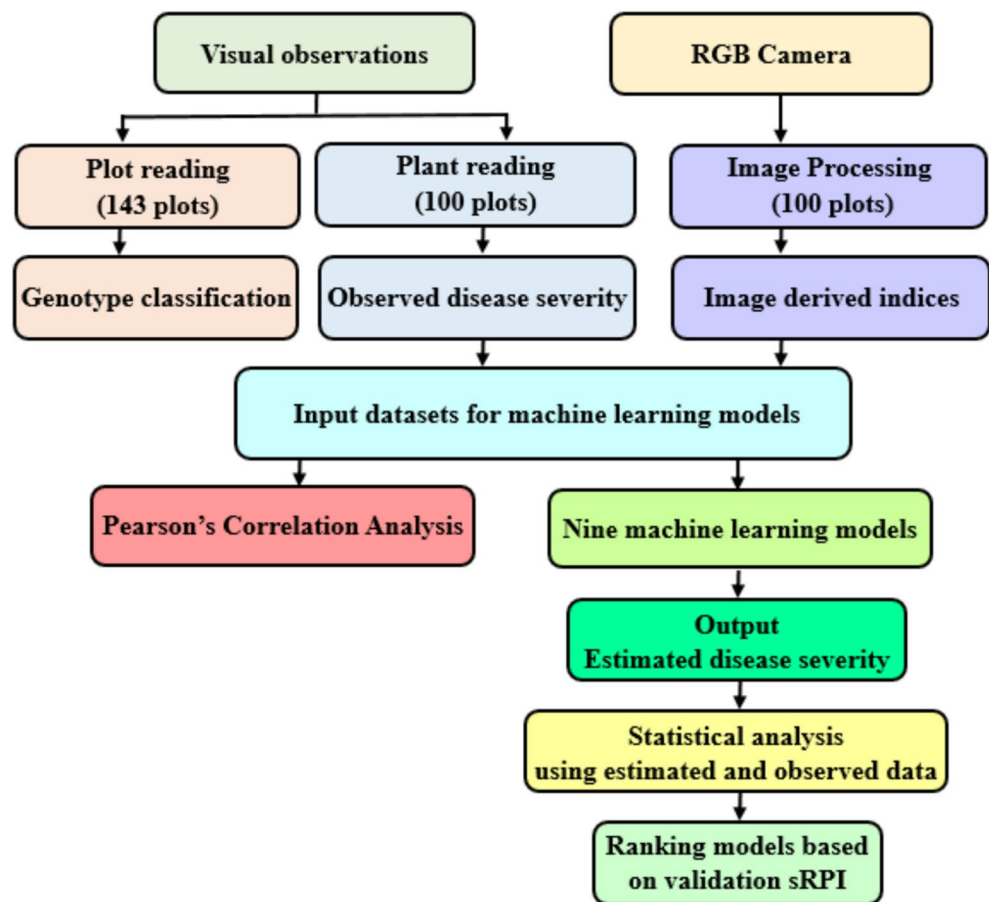 Visual observations
RGB Camera
Plot reading
(143 plots)
Plant reading
(100 plots)
Image Processing
(100 plots)
Genotype classification
Observed disease severity
Image derived indices
Input datasets for machine learning models
Pearson’s Correlation Analysis
Nine machine learning models
Output
Estimated disease severity
Statistical analysis
using estimated and observed data
Ranking models based
on validation sRPI